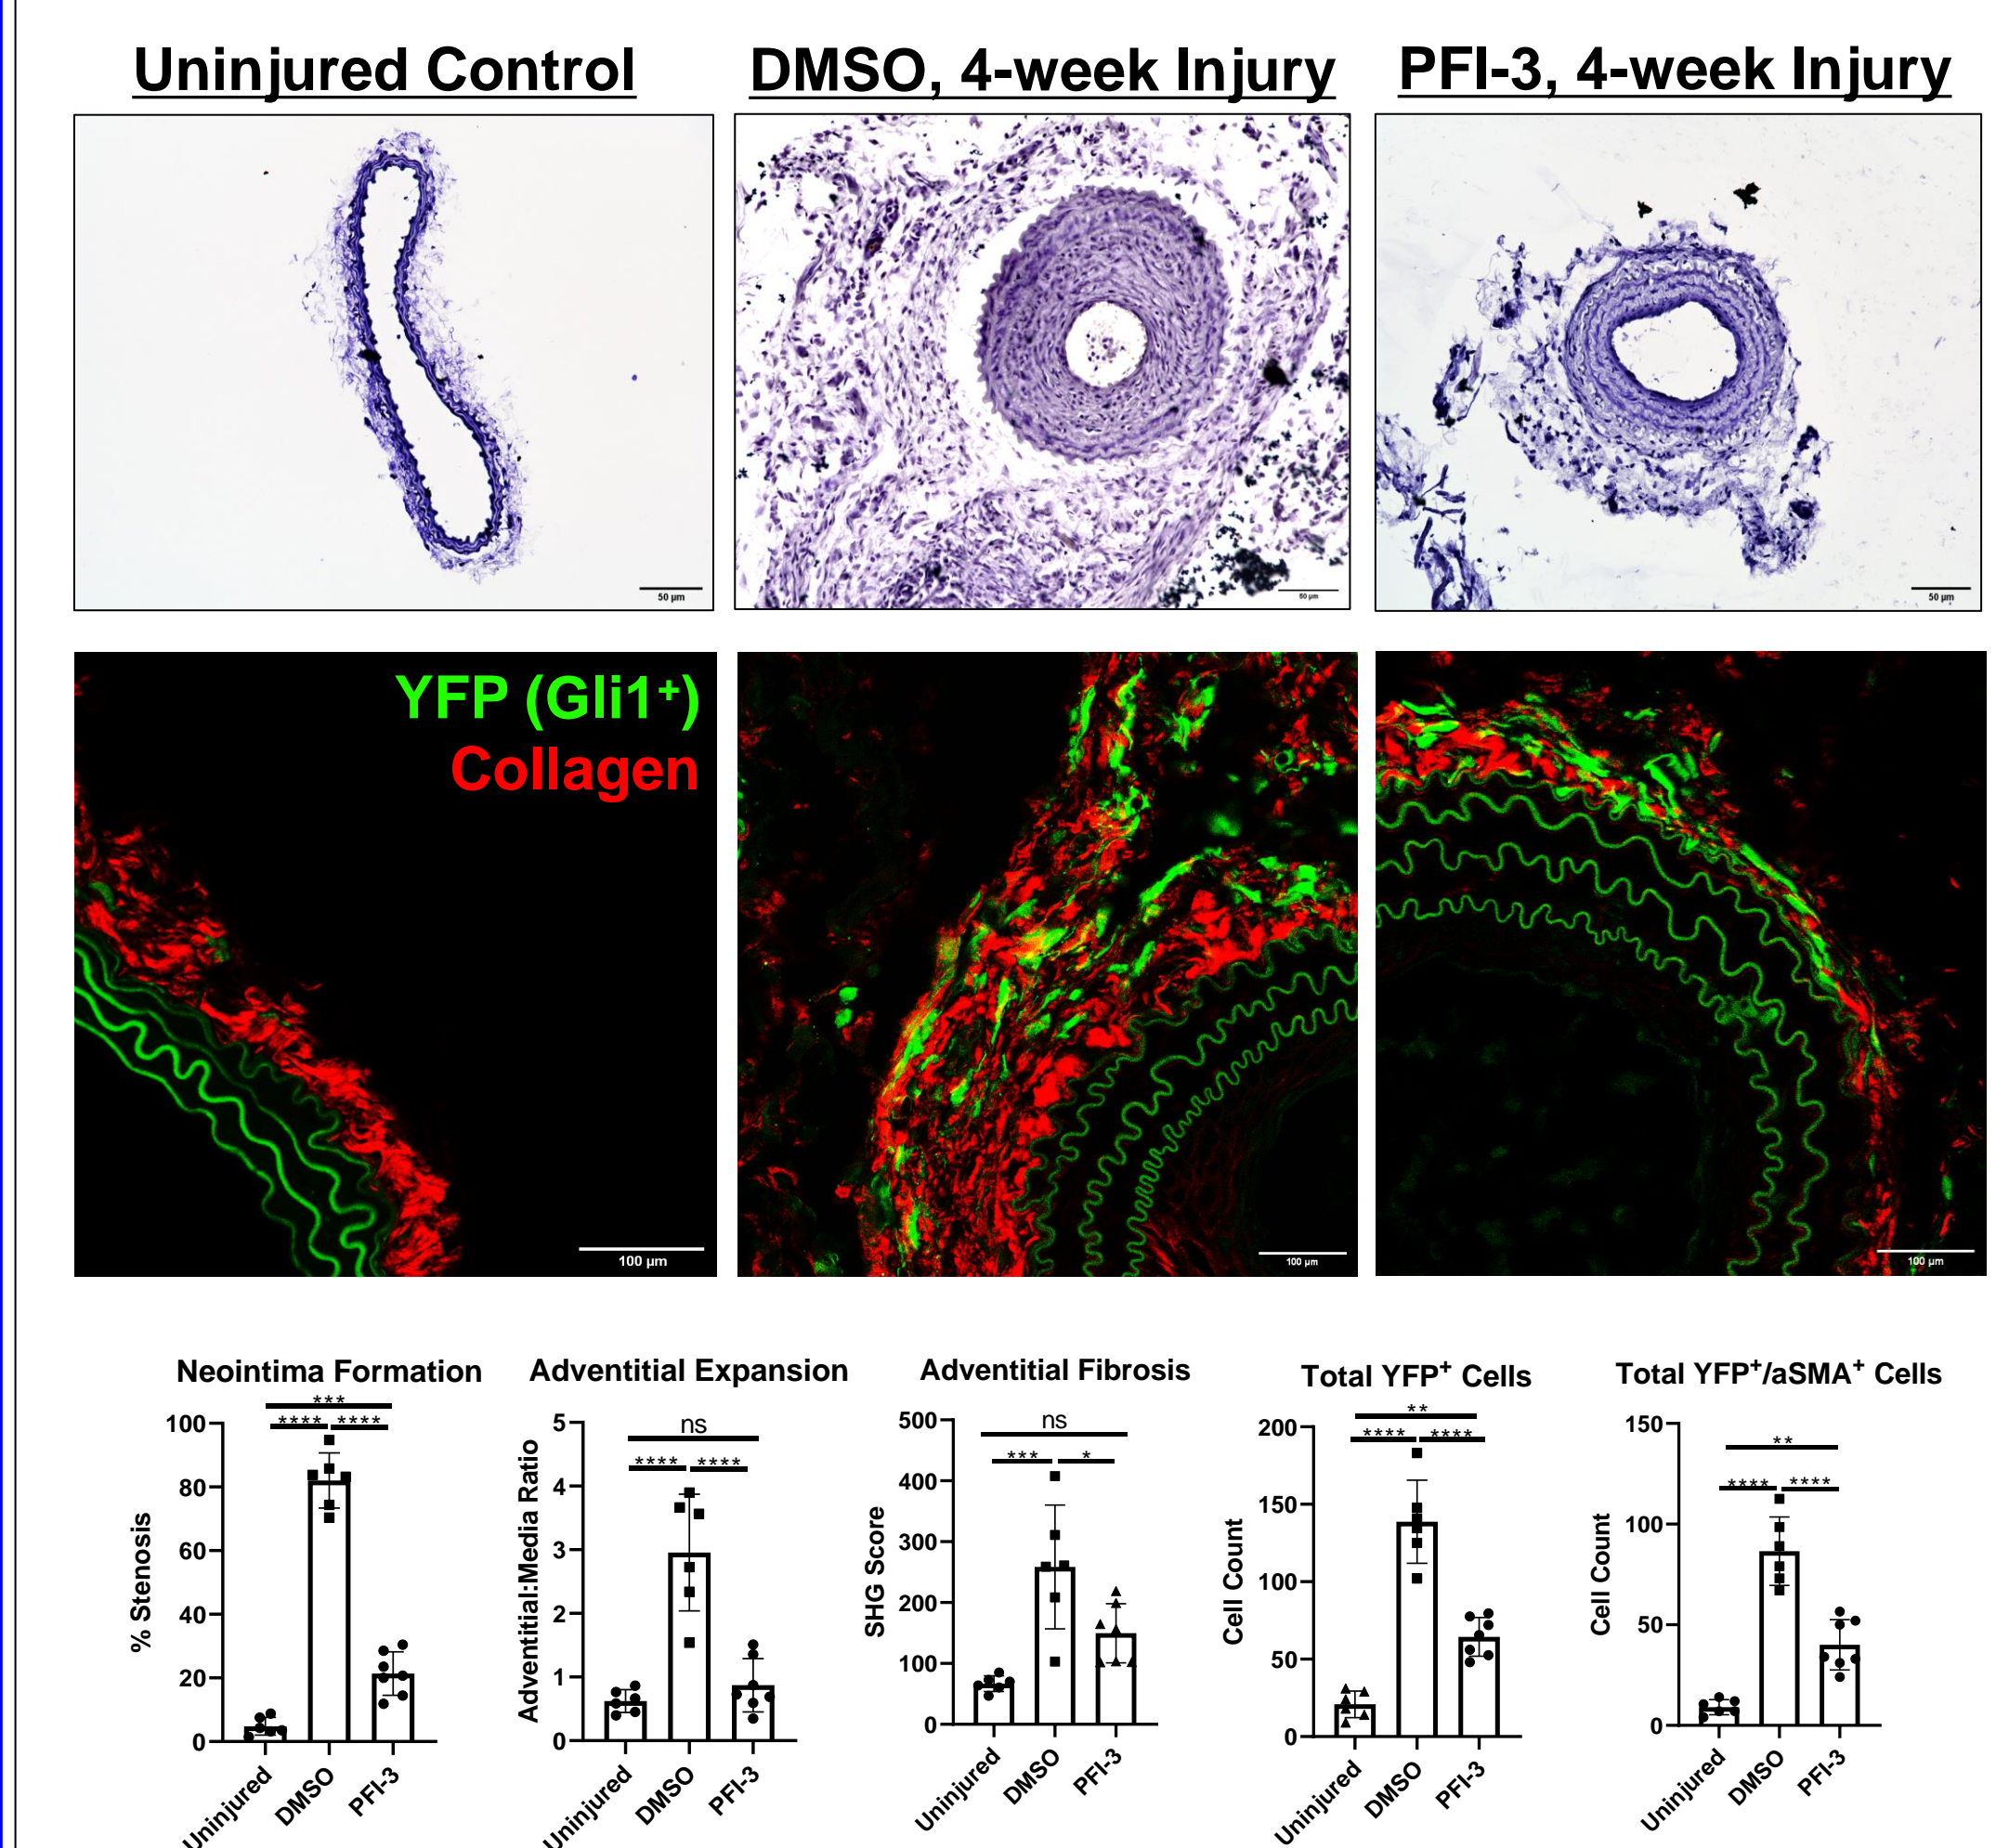 Uninjured Control
DMSO, 4-week Injury
PFI-3, 4-week Injury
50 µm
50 µm
50 µm
YFP (Gli1⁺)
Collagen
100 µm
100 µm
100 µm
Neointima Formation
***
**** ****
100
80
60
40
20
0
% Stenosis
Uninjured
DMSO
PFI-3
Adventitial Expansion
ns
**** ****
5
4
3
2
1
0
Adventitial:Media Ratio
Uninjured
DMSO
PFI-3
Adventitial Fibrosis
ns
*** *
500
400
300
200
100
0
SHG Score
Uninjured
DMSO
PFI-3
Total YFP⁺ Cells
**
**** ****
200
150
100
50
0
Cell Count
Uninjured
DMSO
PFI-3
Total YFP⁺/aSMA⁺ Cells
**
**** ****
150
100
50
0
Cell Count
Uninjured
DMSO
PFI-3